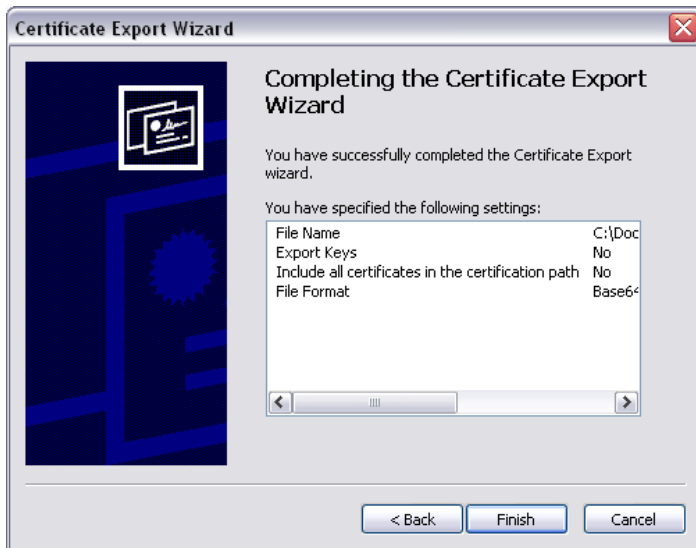 Certificate Export Wizard
Completing the Certificate Export
Wizard
You have successfully completed the Certificate Export
wizard.
You have specified the following settings:
File Name C:\Doc
Export Keys No
Include all certificates in the certification path No
File Format Base64
< Back Finish Cancel